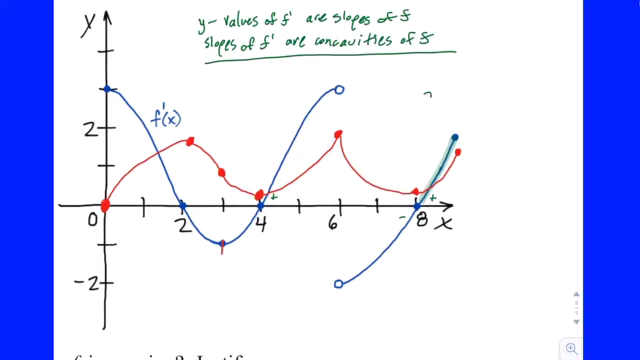 y- values of f' are slopes of f
slopes of f' are concavities of f
Y
f'(x)
2
0
2
4
+
6
-
8
+
X
-2